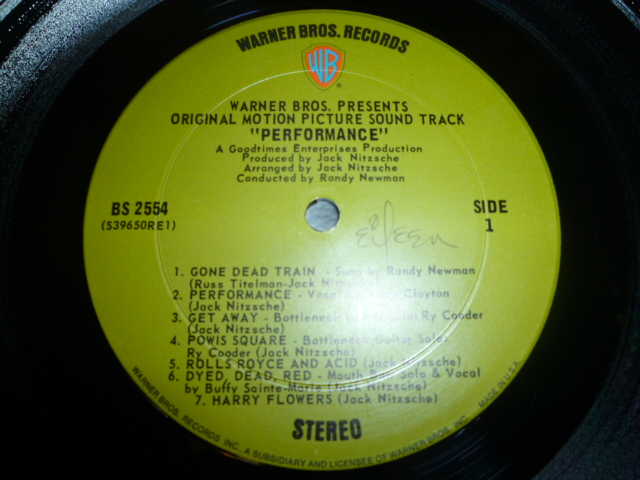 WARNER BROS. RECORDS
WB
®
WARNER BROS. PRESENTS
ORIGINAL MOTION PICTURE SOUND TRACK
"PERFORMANCE"
A Goodtimes Enterprises Production
Produced by Jack Nitzsche
Arranged by Jack Nitzsche
Conducted by Randy Newman
BS 2554
(S39650RE1)
SIDE
1
eileen
1. GONE DEAD TRAIN - Sung by Randy Newman
(Russ Titelman-Jack Nitzsche)
2. PERFORMANCE - Vocal Clayton
(Jack Nitzsche)
3. GET AWAY - Bottleneck Ry Cooder
(Jack Nitzsche)
4. POWIS SQUARE - Bottleneck Guitar Solo:
Ry Cooder (Jack Nitzsche)
5. ROLLS ROYCE AND ACID (Jack Nitzsche)
6. DYED, DEAD, RED - Mouth Bow Solo & Vocal
by Buffy Sainte-Marie (Jack Nitzsche)
7. HARRY FLOWERS (Jack Nitzsche)
STEREO
WARNER BROS. RECORDS INC., A SUBSIDIARY AND LICENSEE OF WARNER BROS., INC. MADE IN U.S.A.